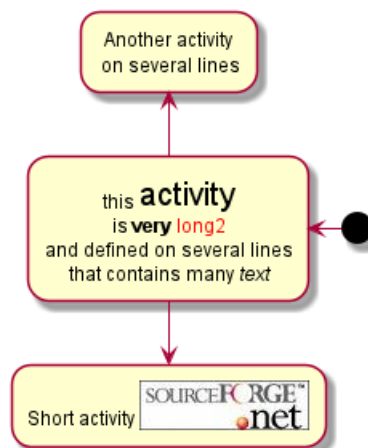 Another activity
on several lines
this activity
is very long2
and defined on several lines
that contains many text
Short activity SOURCEFORGE™
.net